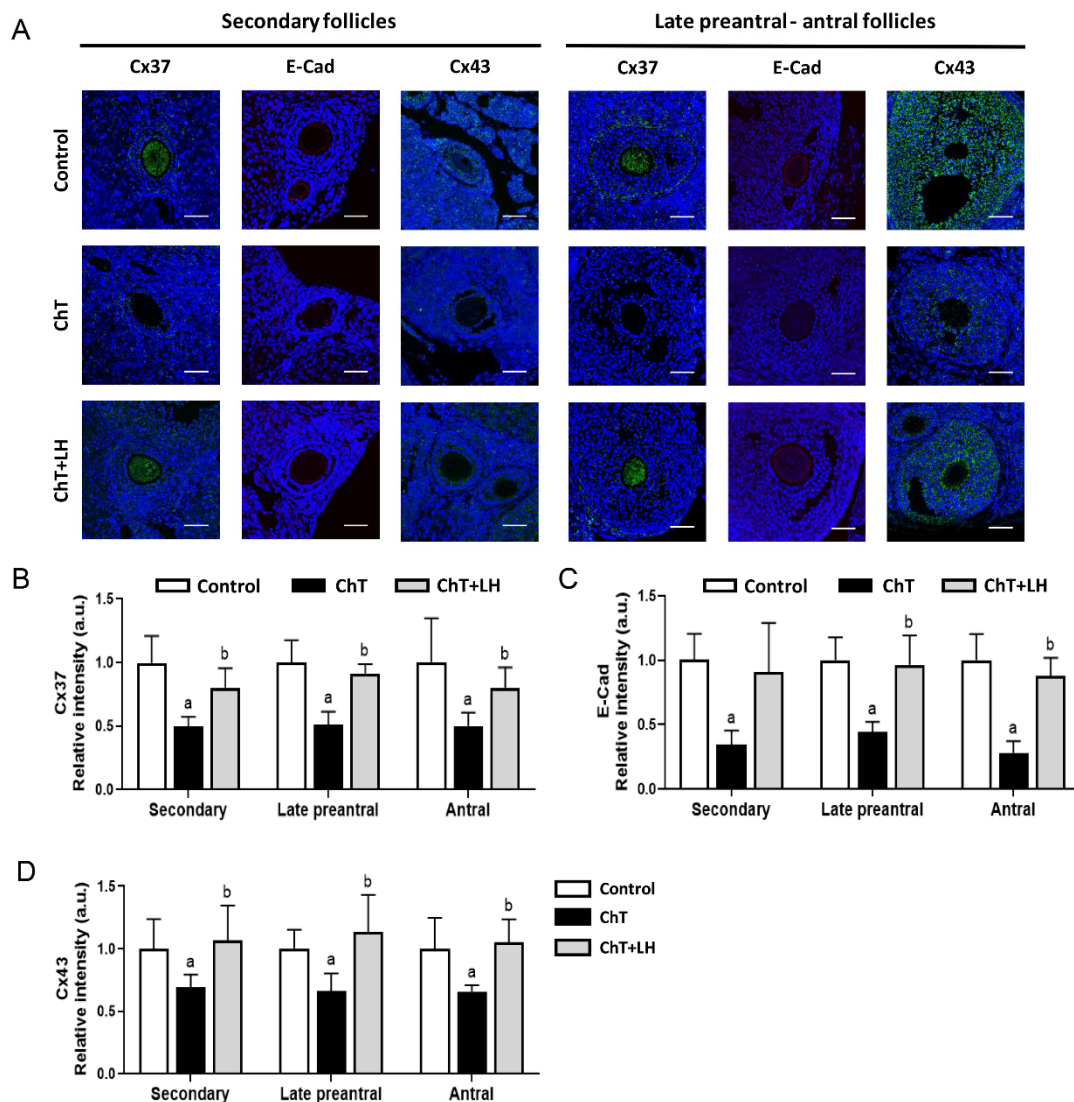 A
Secondary follicles
Late preantral - antral follicles
Cx37
E-Cad
Cx43
Cx37
E-Cad
Cx43
Control
ChT
ChT+LH
B
Control
ChT
ChT+LH
Cx37
Relative intensity (a.u.)
1.5
1.0
0.5
0.0
a
b
a
b
a
b
Secondary
Late preantral
Antral
C
Control
ChT
ChT+LH
E-Cad
Relative intensity (a.u.)
1.5
1.0
0.5
0.0
a
a
b
a
b
Secondary
Late preantral
Antral
D
Cx43
Relative intensity (a.u.)
1.5
1.0
0.5
0.0
a
b
a
b
a
b
Secondary
Late preantral
Antral
Control
ChT
ChT+LH